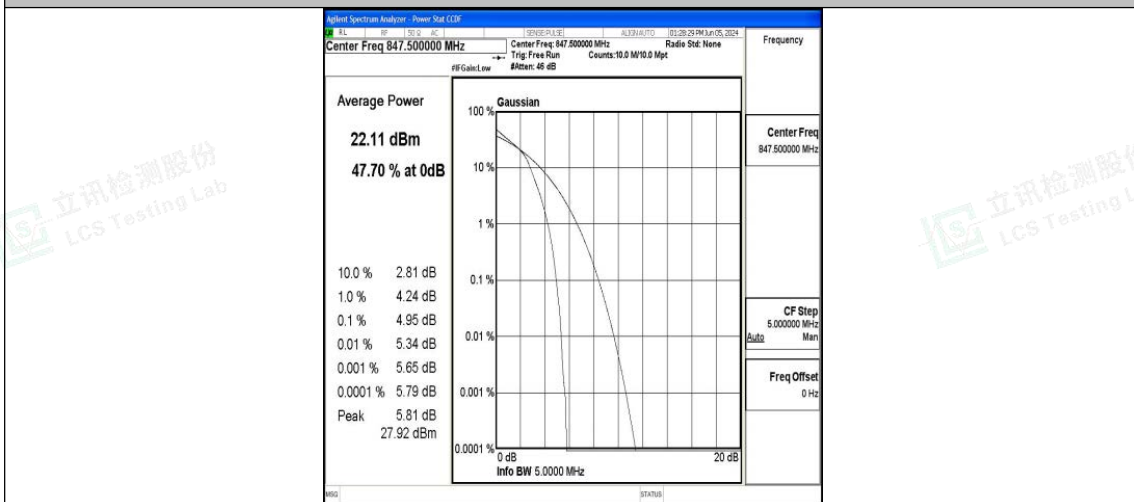 Agilent Spectrum Analyzer - Power Stat CCDF
RL RF 50 Ω AC SENSE:PULSE ALIGN AUTO 01:28:29 PM Jun 05, 2024
Center Freq 847.500000 MHz
Center Freq: 847.500000 MHz Radio Std: None
Trig: Free Run Counts:10.0 M/10.0 Mpt
#IFGain:Low #Atten: 46 dB
Frequency
Average Power
22.11 dBm
47.70 % at 0dB
10.0 % 2.81 dB
1.0 % 4.24 dB
0.1 % 4.95 dB
0.01 % 5.34 dB
0.001 % 5.65 dB
0.0001 % 5.79 dB
Peak 5.81 dB
27.92 dBm
Gaussian
100 %
10 %
1 %
0.1 %
0.01 %
0.001 %
0.0001 %
0 dB 20 dB
Info BW 5.0000 MHz
Center Freq
847.500000 MHz
CF Step
5.000000 MHz
Auto Man
Freq Offset
0 Hz
MSG STATUS
立讯检测股份
LCS Testing Lab
立讯检测股份
LCS Testing L